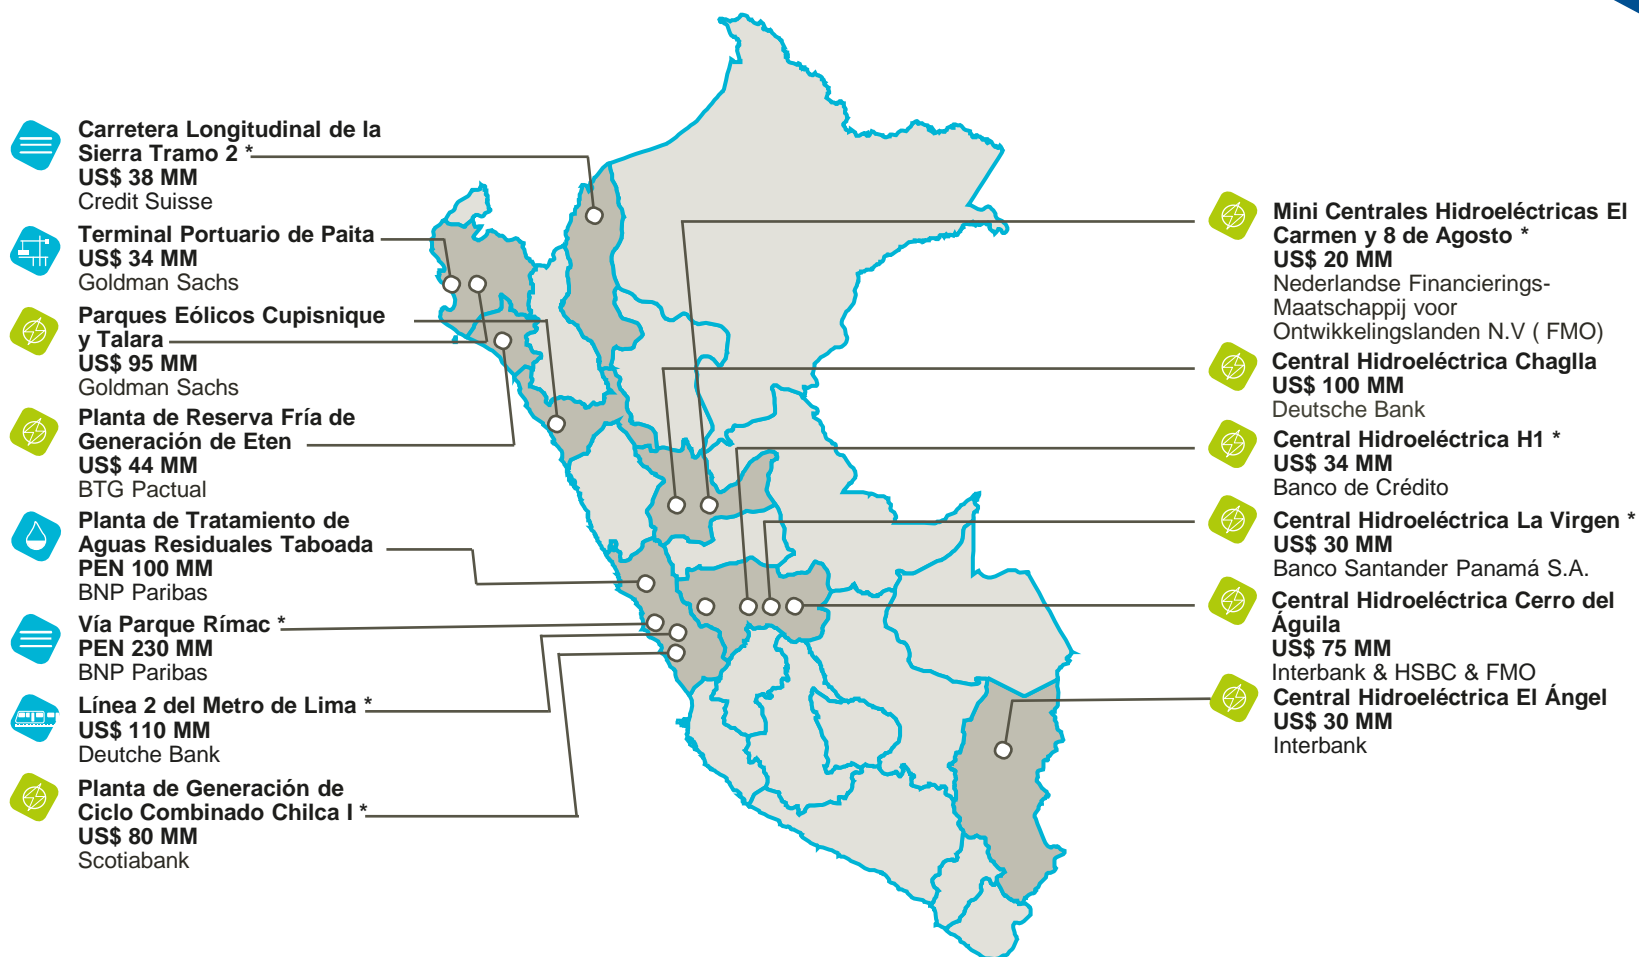 Carretera Longitudinal de la
Sierra Tramo 2 *
US$ 38 MM
Credit Suisse
Terminal Portuario de Paita
US$ 34 MM
Goldman Sachs
Parques Eólicos Cupisnique
y Talara
US$ 95 MM
Goldman Sachs
Planta de Reserva Fría de
Generación de Eten
US$ 44 MM
BTG Pactual
Planta de Tratamiento de
Aguas Residuales Taboada
PEN 100 MM
BNP Paribas
Vía Parque Rímac *
PEN 230 MM
BNP Paribas
Línea 2 del Metro de Lima *
US$ 110 MM
Deutche Bank
Planta de Generación de
Ciclo Combinado Chilca I *
US$ 80 MM
Scotiabank
Mini Centrales Hidroeléctricas El
Carmen y 8 de Agosto *
US$ 20 MM
Nederlandse Financierings-
Maatschappij voor
Ontwikkelingslanden N.V ( FMO)
Central Hidroeléctrica Chaglla
US$ 100 MM
Deutsche Bank
Central Hidroeléctrica H1 *
US$ 34 MM
Banco de Crédito
Central Hidroeléctrica La Virgen *
US$ 30 MM
Banco Santander Panamá S.A.
Central Hidroeléctrica Cerro del
Águila
US$ 75 MM
Interbank & HSBC & FMO
Central Hidroeléctrica El Ángel
US$ 30 MM
Interbank